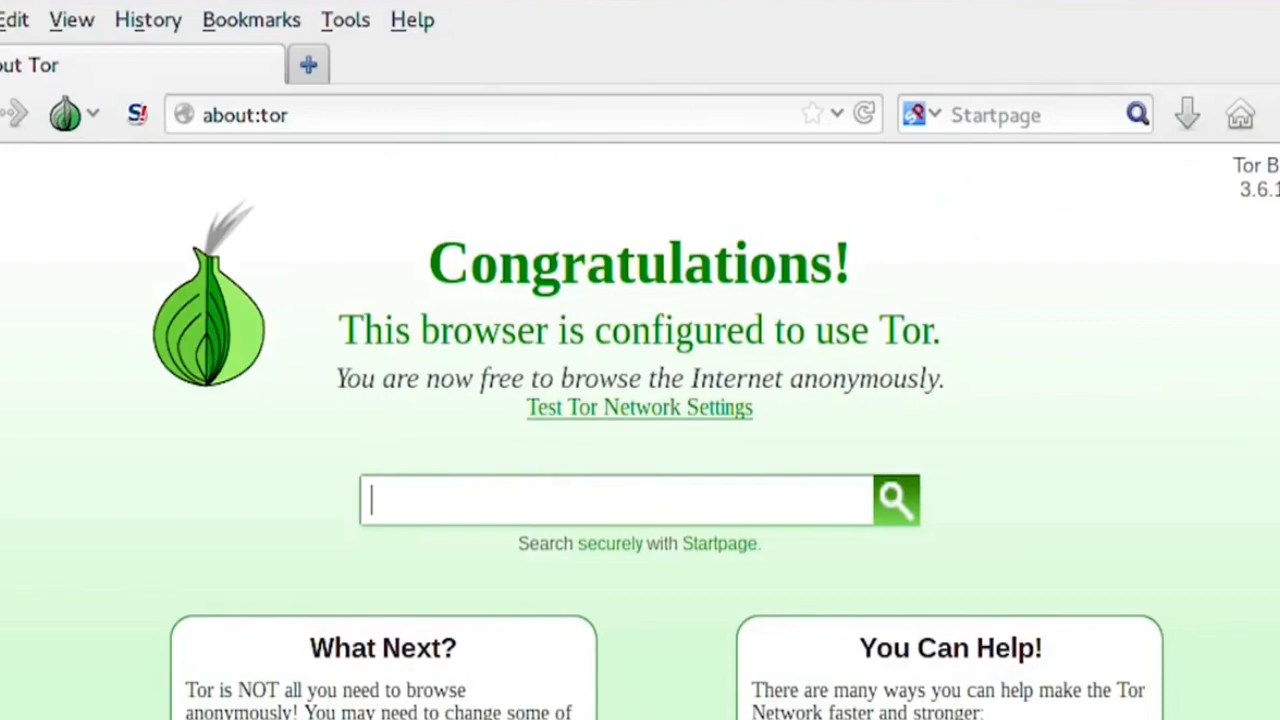 Edit View History Bookmarks Tools Help
out Tor
S! about:tor Startpage
Tor B
3.6.1
Congratulations!
This browser is configured to use Tor.
You are now free to browse the Internet anonymously.
Test Tor Network Settings
Search securely with Startpage.
What Next?
Tor is NOT all you need to browse
anonymously! You may need to change some of
You Can Help!
There are many ways you can help make the Tor
Network faster and stronger: